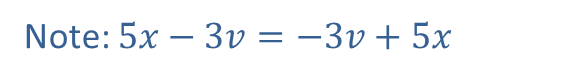 Note: 5𝑥 − 3𝑣 = −3𝑣 + 5𝑥